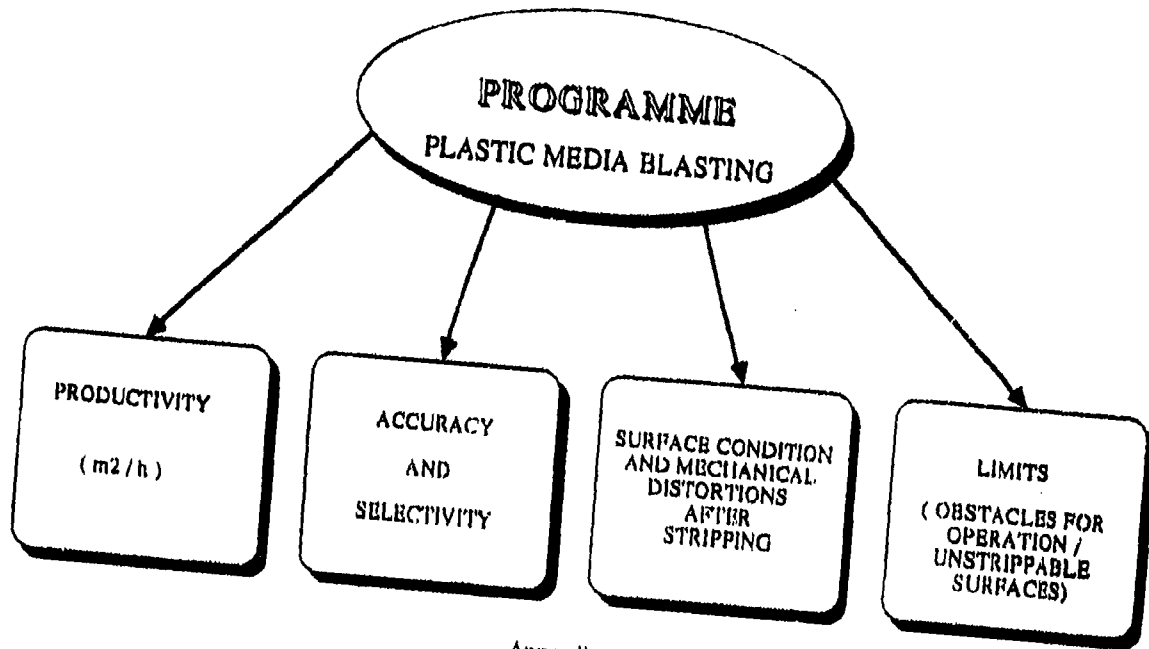 PROGRAMME
PLASTIC MEDIA BLASTING
PRODUCTIVITY
( m2 / h )
ACCURACY
AND
SELECTIVITY
SURFACE CONDITION
AND MECHANICAL
DISTORTIONS
AFTER
STRIPPING
LIMITS
( OBSTACLES FOR
OPERATION /
UNSTRIPPABLE
SURFACES)